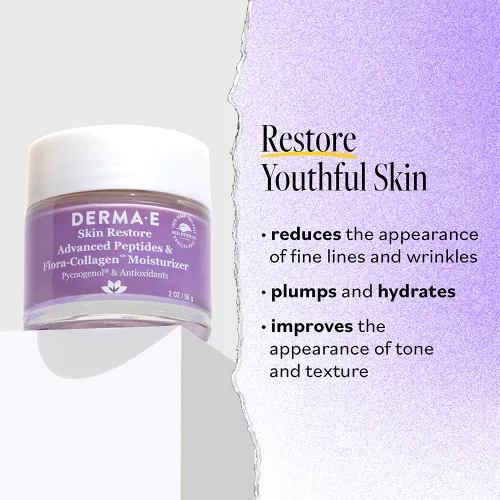 DERMA·E
Skin Restore
Advanced Peptides &
Flora-Collagen™ Moisturizer
Pycnogenol® & Antioxidants
2 OZ / 56 g
Restore
Youthful Skin
• reduces the appearance
of fine lines and wrinkles
• plumps and hydrates
• improves the
appearance of tone
and texture